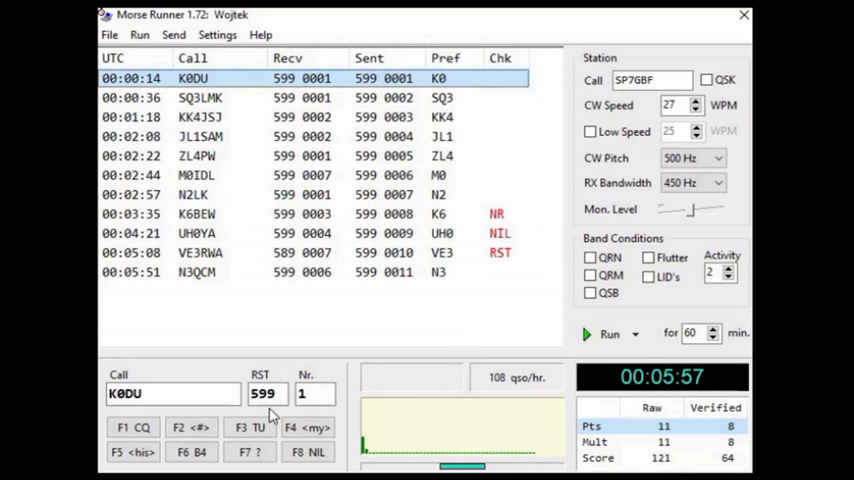 Morse Runner 1.72: Wojtek
File Run Send Settings Help
UTC Call Recv Sent Pref Chk
00:00:14 K0DU 599 0001 599 0001 K0
00:00:36 SQ3LMK 599 0001 599 0002 SQ3
00:01:18 KK4JSJ 599 0002 599 0003 KK4
00:02:08 JL1SAM 599 0002 599 0004 JL1
00:02:22 ZL4PW 599 0001 599 0005 ZL4
00:02:44 M0IDL 599 0007 599 0006 M0
00:02:57 N2LK 599 0001 599 0007 N2
00:03:35 K6BEW 599 0003 599 0008 K6 NR
00:04:21 UH0YA 599 0004 599 0009 UH0 NIL
00:05:08 VE3RWA 589 0007 599 0010 VE3 RST
00:05:51 N3QCM 599 0006 599 0011 N3
Station
Call SP7GBF QSK
CW Speed 27 WPM
Low Speed 25 WPM
CW Pitch 500 Hz
RX Bandwidth 450 Hz
Mon. Level
Band Conditions
QRN Flutter Activity
QRM LID's 2
QSB
Run for 60 min.
Call RST Nr.
K0DU 599 1
F1 CQ F2 <#> F3 TU F4 <my>
F5 <his> F6 B4 F7 ? F8 NIL
108 qso/hr.
00:05:57
Raw Verified
Pts 11 8
Mult 11 8
Score 121 64